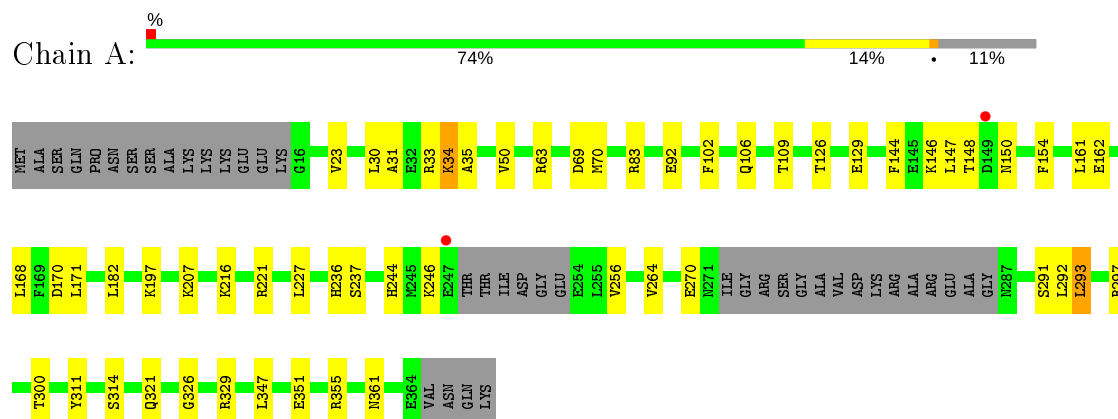 %
Chain A:
74% 14% • 11%
MET ALA SER GLN PRO ASN SER SER ALA LYS LYS LYS GLU GLU LYS G16 V23 L30 A31 E32 R33 K34 A35 V50 R63 D69 M70 R83 E92 F102 Q106 T109 T126 E129 F144 E145 K146 L147 T148 D149 N150 F154 L161 E162
L168 F169 D170 L171 L182 K197 K207 K216 R221 L227 H236 S237 H244 M245 K246 E247 THR THR ILE ASP GLY GLU E254 L255 V256 V264 E270 N271 ILE GLY ARG SER GLY ALA VAL ASP LYS ARG ALA ARG GLU ALA GLY N287 S291 L292 L293
T300 Y311 S314 Q321 G326 R329 L347 E351 R355 N361 E364 VAL ASN GLN LYS